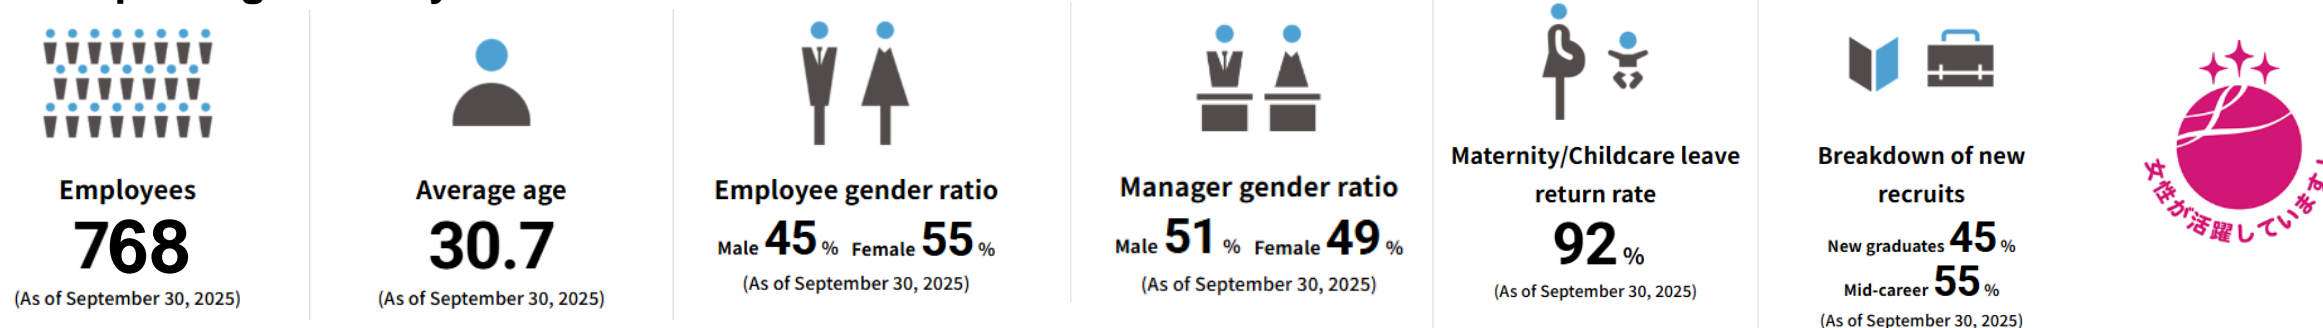 Employees
768
(As of September 30, 2025)
Average age
30.7
(As of September 30, 2025)
Employee gender ratio
Male 45 % Female 55 %
(As of September 30, 2025)
Manager gender ratio
Male 51 % Female 49 %
(As of September 30, 2025)
Maternity/Childcare leave
return rate
92 %
(As of September 30, 2025)
Breakdown of new
recruits
New graduates 45 %
Mid-career 55 %
(As of September 30, 2025)
女性が活躍しています!